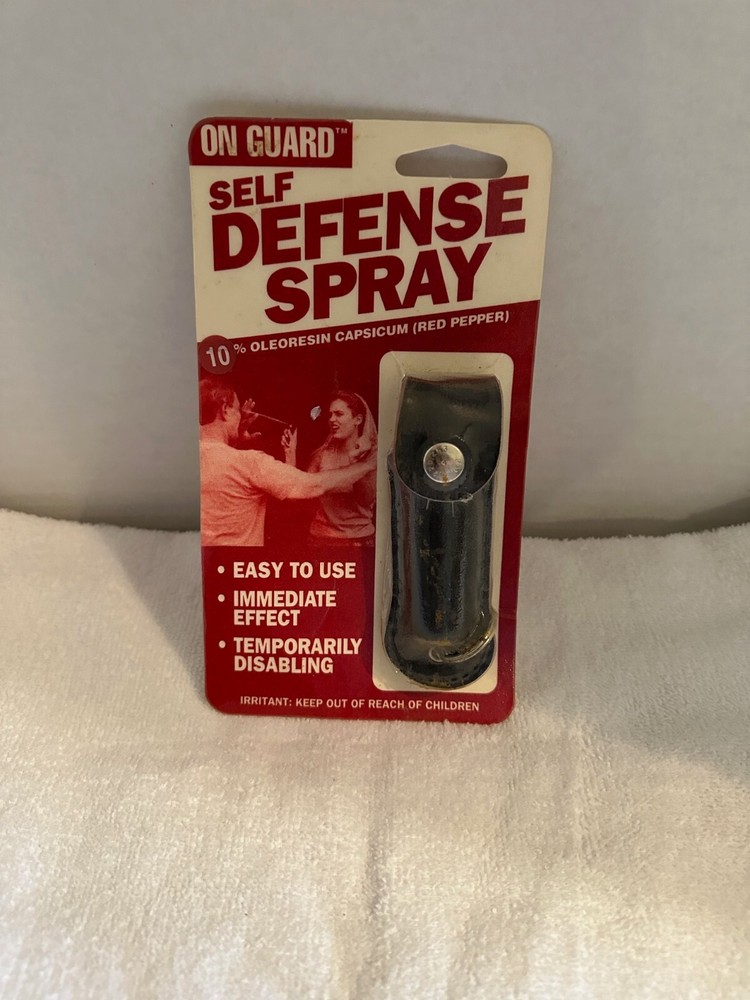 ON GUARD™
SELF
DEFENSE
SPRAY
10% OLEORESIN CAPSICUM (RED PEPPER)
• EASY TO USE
• IMMEDIATE
EFFECT
• TEMPORARILY
DISABLING
IRRITANT: KEEP OUT OF REACH OF CHILDREN